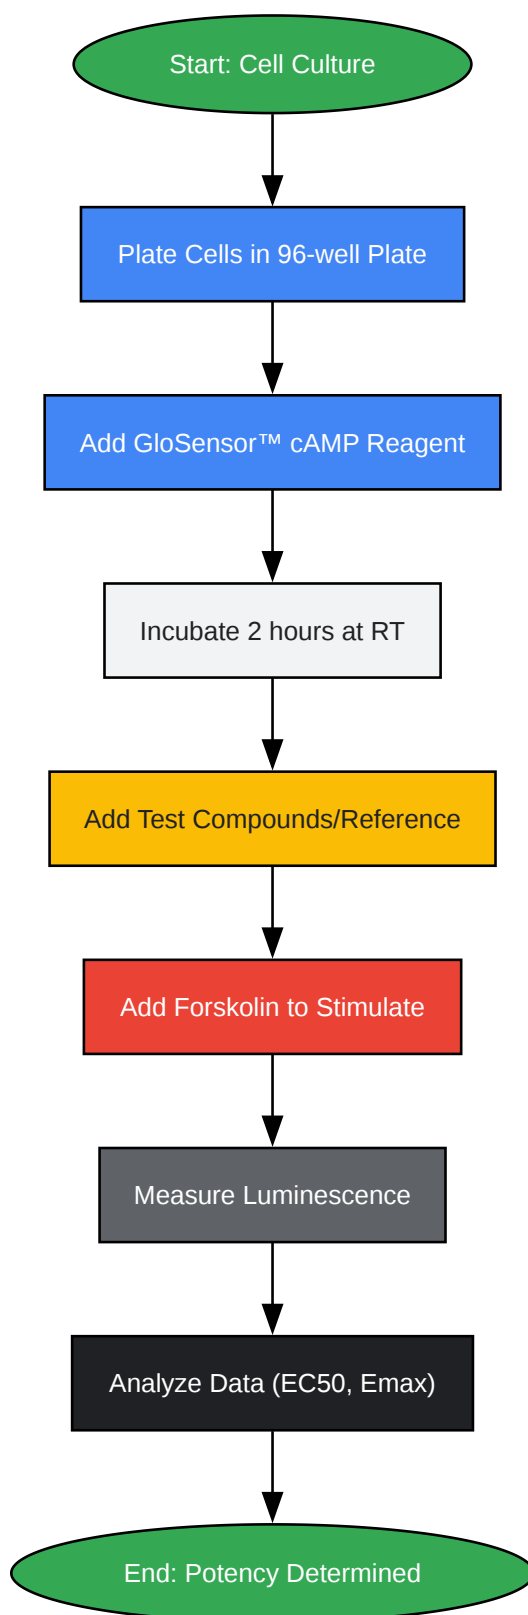 Start: Cell Culture
Plate Cells in 96-well Plate
Add GloSensor™ cAMP Reagent
Incubate 2 hours at RT
Add Test Compounds/Reference
Add Forskolin to Stimulate
Measure Luminescence
Analyze Data (EC50, Emax)
End: Potency Determined